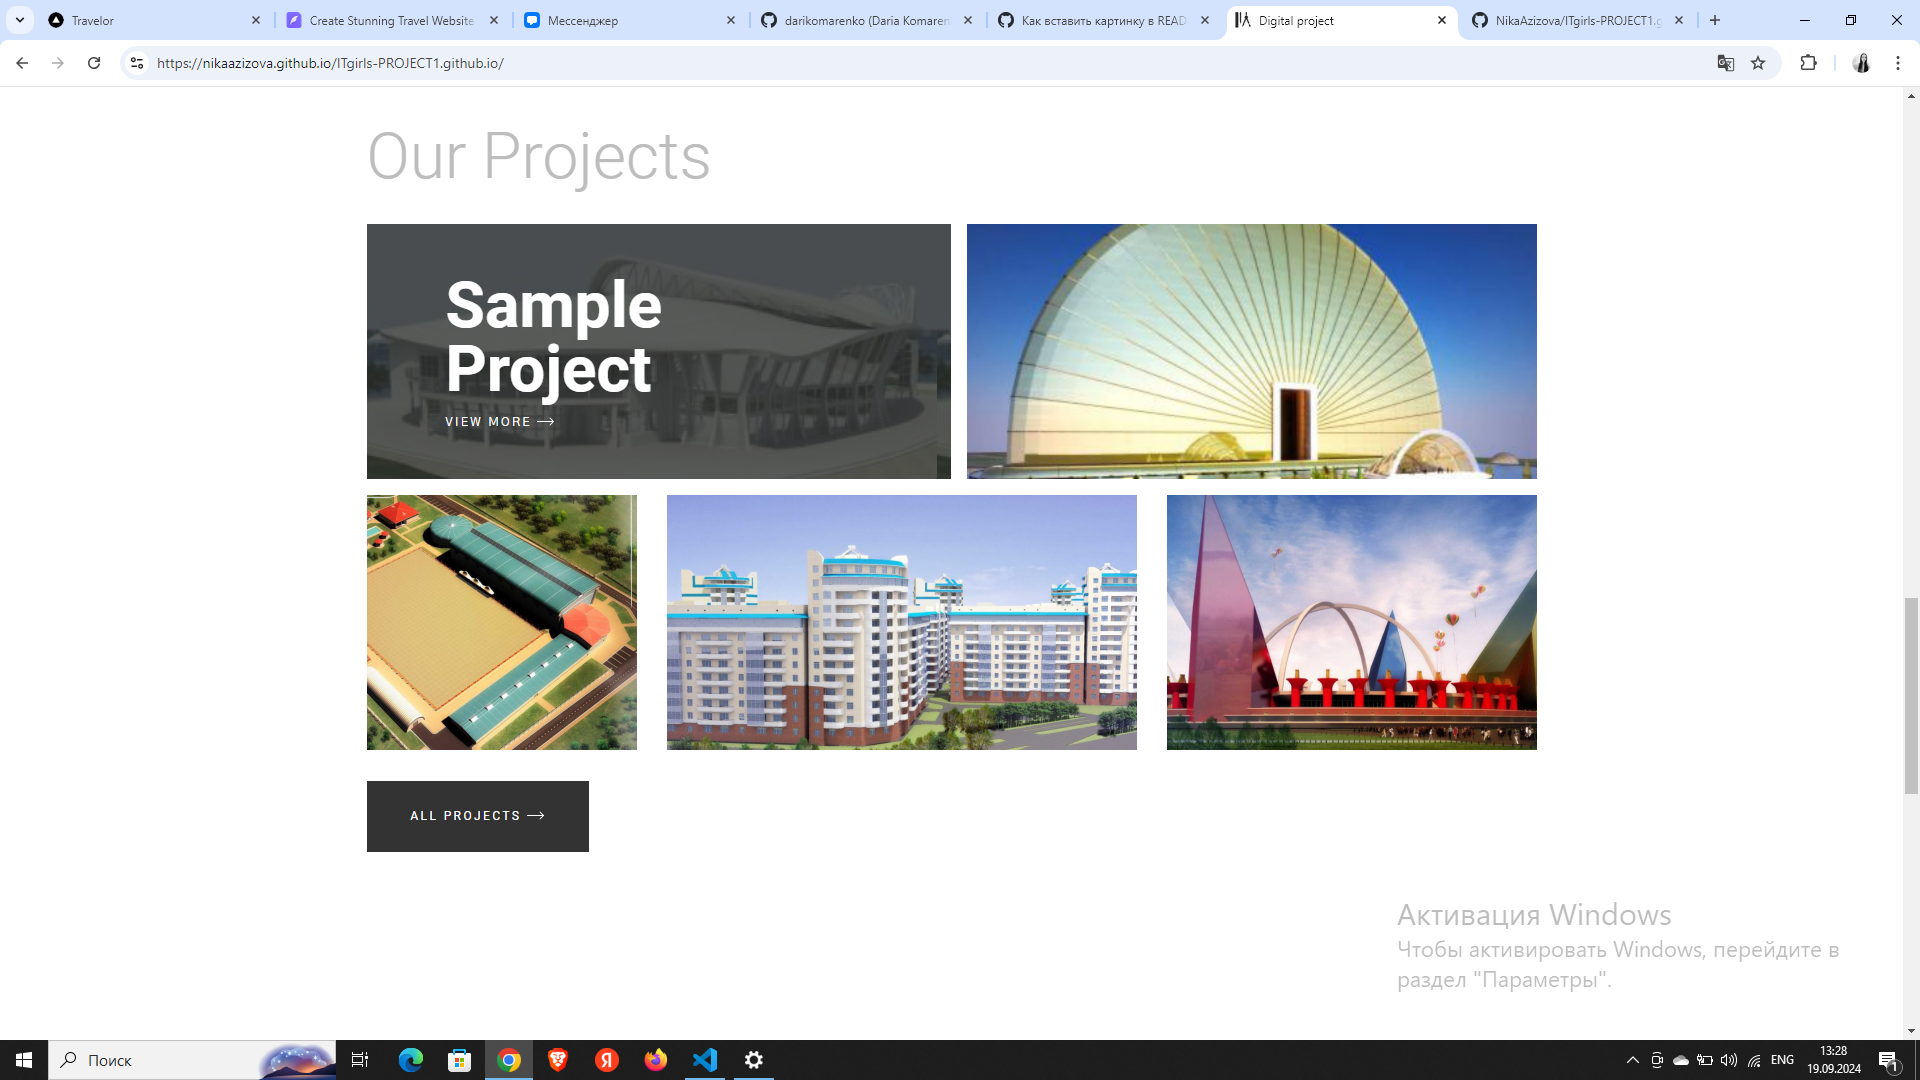 Travelor
Create Stunning Travel Website
Мессенджер
darikomarenko (Daria Komaren
Как вставить картинку в READ
Digital project
NikaAzizova/ITgirls-PROJECT1.g
https://nikaazizova.github.io/ITgirls-PROJECT1.github.io/
Our Projects
Sample
Project
VIEW MORE
ALL PROJECTS
Активация Windows
Чтобы активировать Windows, перейдите в
раздел "Параметры".
Поиск
ENG
13:28
19.09.2024
1